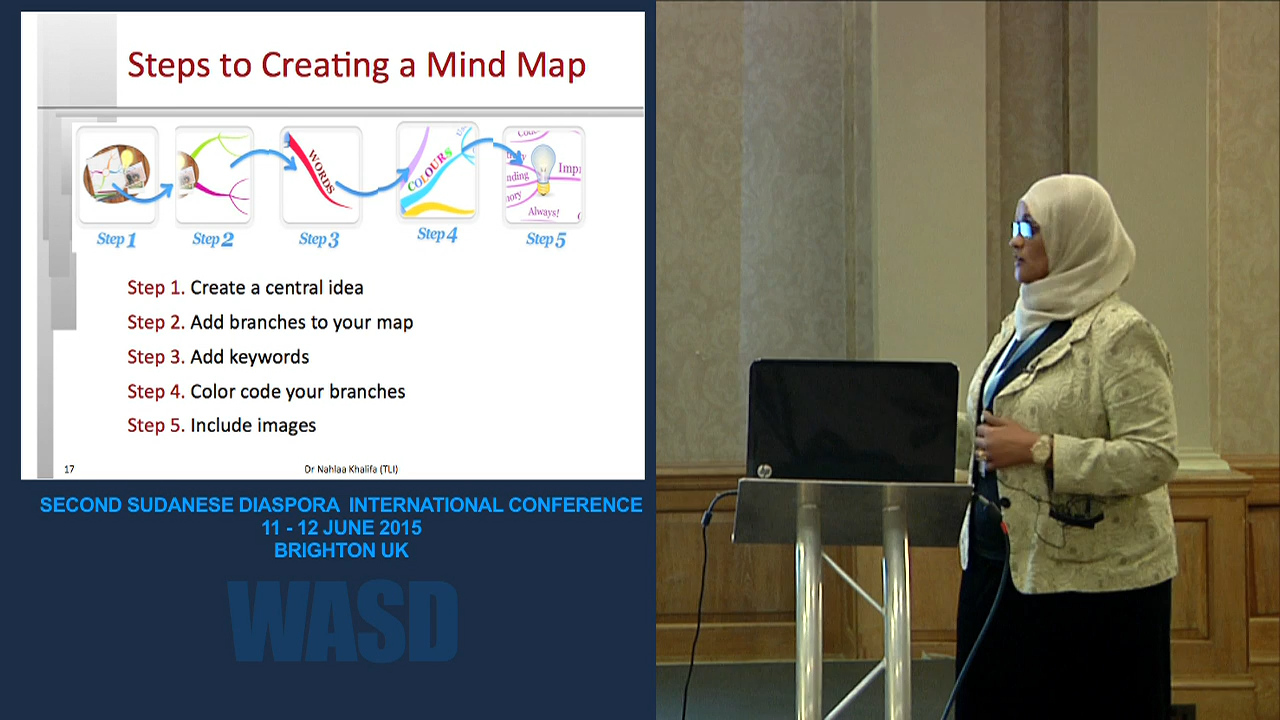 Steps to Creating a Mind Map
WORDS
COLOURS
Impr
nding
Always!
Step 1
Step 2
Step 3
Step 4
Step 5
Step 1. Create a central idea
Step 2. Add branches to your map
Step 3. Add keywords
Step 4. Color code your branches
Step 5. Include images
17
Dr Nahlaa Khalifa (TLI)
SECOND SUDANESE DIASPORA INTERNATIONAL CONFERENCE
11 - 12 JUNE 2015
BRIGHTON UK
WASD
hp